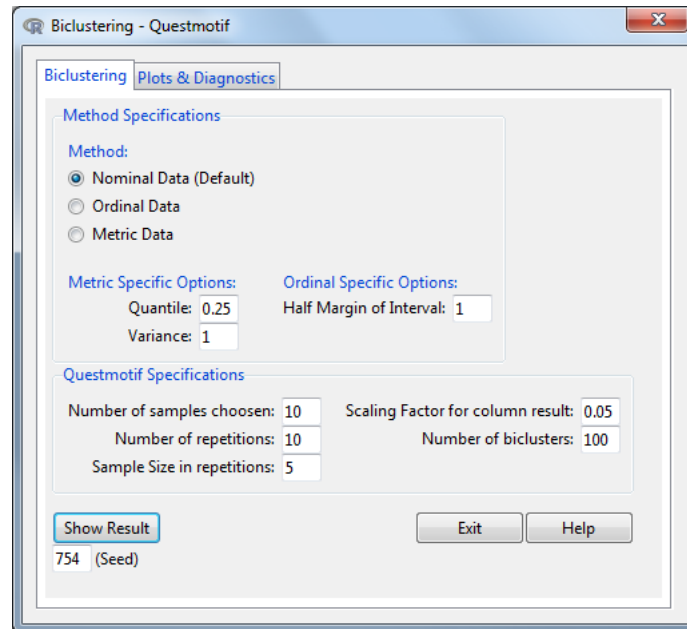 Biclustering - Questmotif
Biclustering Plots & Diagnostics
Method Specifications
Method:
Nominal Data (Default)
Ordinal Data
Metric Data
Metric Specific Options: Ordinal Specific Options:
Quantile: 0.25 Half Margin of Interval: 1
Variance: 1
Questmotif Specifications
Number of samples choosen: 10 Scaling Factor for column result: 0.05
Number of repetitions: 10 Number of biclusters: 100
Sample Size in repetitions: 5
Show Result Exit Help
754 (Seed)